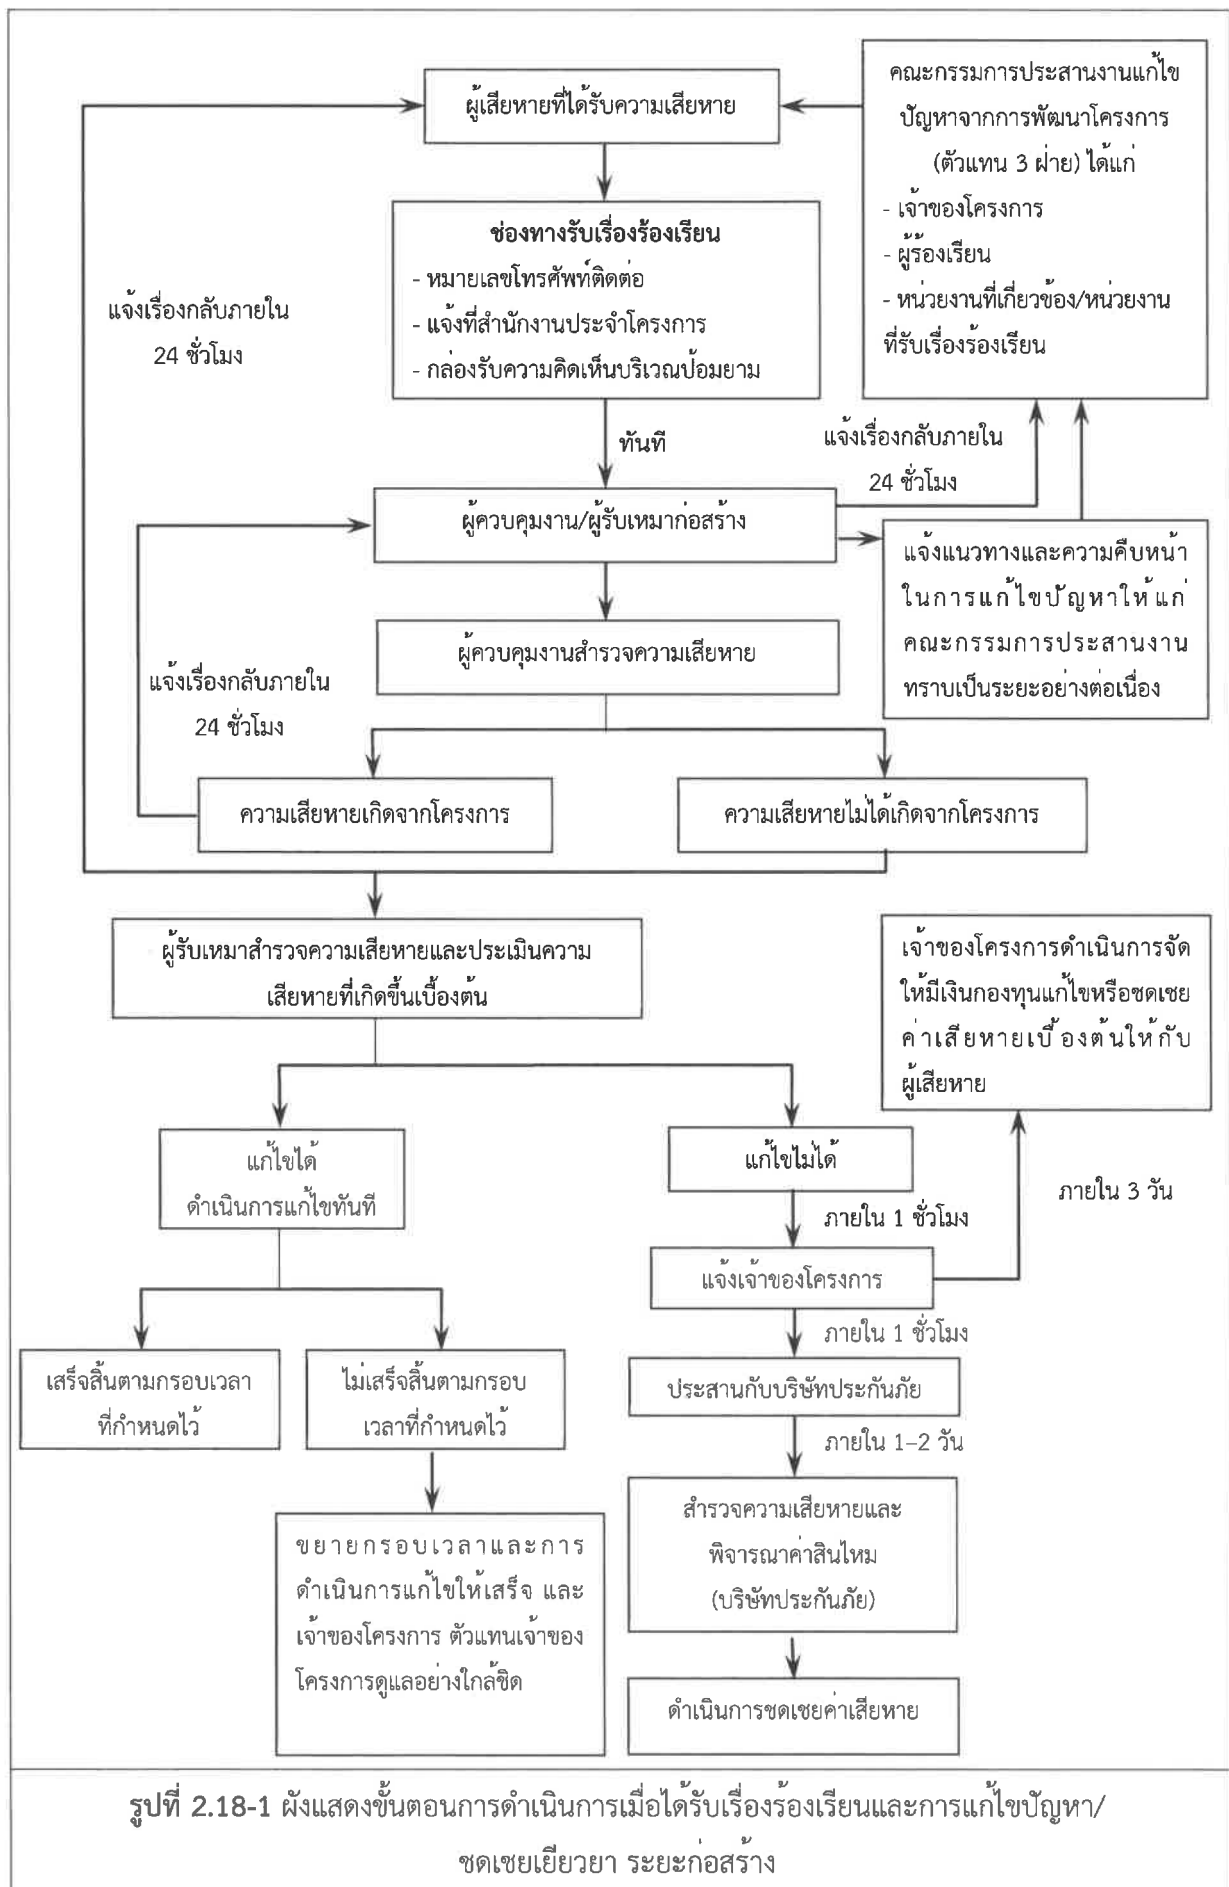 ผู้เสียหายที่ได้รับความเสียหาย
คณะกรรมการประสานงานแก้ไข
ปัญหาจากการพัฒนาโครงการ
(ตัวแทน 3 ฝ่าย) ได้แก่
- เจ้าของโครงการ
- ผู้ร้องเรียน
- หน่วยงานที่เกี่ยวข้อง/หน่วยงาน
ที่รับเรื่องร้องเรียน
ช่องทางรับเรื่องร้องเรียน
- หมายเลขโทรศัพท์ติดต่อ
- แจ้งที่สำนักงานประจำโครงการ
- กล่องรับความคิดเห็นบริเวณป้อมยาม
แจ้งเรื่องกลับภายใน
24 ชั่วโมง
ทันที
แจ้งเรื่องกลับภายใน
24 ชั่วโมง
ผู้ควบคุมงาน/ผู้รับเหมาก่อสร้าง
แจ้งแนวทางและความคืบหน้า
ในการแก้ไขปัญหาให้แก่
คณะกรรมการประสานงาน
ทราบเป็นระยะอย่างต่อเนื่อง
ผู้ควบคุมงานสำรวจความเสียหาย
แจ้งเรื่องกลับภายใน
24 ชั่วโมง
ความเสียหายเกิดจากโครงการ
ความเสียหายไม่ได้เกิดจากโครงการ
ผู้รับเหมาสำรวจความเสียหายและประเมินความ
เสียหายที่เกิดขึ้นเบื้องต้น
เจ้าของโครงการดำเนินการจัด
ให้มีเงินกองทุนแก้ไขหรือชดเชย
ค่าเสียหายเบื้องต้นให้กับ
ผู้เสียหาย
แก้ไขได้
ดำเนินการแก้ไขทันที
แก้ไขไม่ได้
ภายใน 3 วัน
ภายใน 1 ชั่วโมง
แจ้งเจ้าของโครงการ
ภายใน 1 ชั่วโมง
เสร็จสิ้นตามกรอบเวลา
ที่กำหนดไว้
ไม่เสร็จสิ้นตามกรอบ
เวลาที่กำหนดไว้
ประสานกับบริษัทประกันภัย
ภายใน 1–2 วัน
ขยายกรอบเวลาและการ
ดำเนินการแก้ไขให้เสร็จ และ
เจ้าของโครงการ ตัวแทนเจ้าของ
โครงการดูแลอย่างใกล้ชิด
สำรวจความเสียหายและ
พิจารณาค่าสินไหม
(บริษัทประกันภัย)
ดำเนินการชดเชยค่าเสียหาย
รูปที่ 2.18-1 ผังแสดงขั้นตอนการดำเนินการเมื่อได้รับเรื่องร้องเรียนและการแก้ไขปัญหา/
ชดเชยเยียวยา ระยะก่อสร้าง